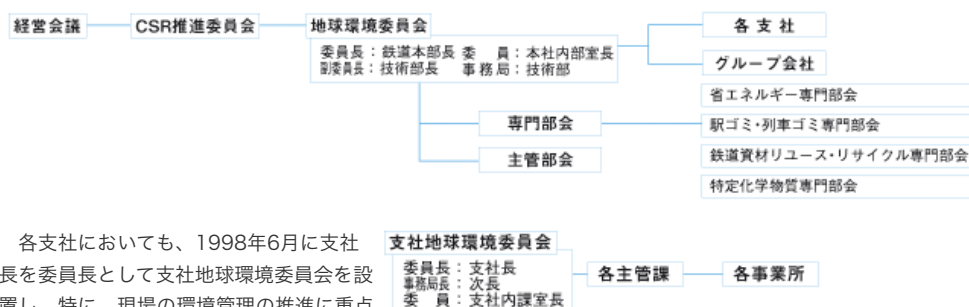 経営会議 CSR推進委員会 地球環境委員会 各支社
委員長:鉄道本部長 委 員:本社内部室長
副委員長:技術部長 事務局:技術部
グループ会社
省エネルギー専門部会
専門部会 駅ゴミ・列車ゴミ専門部会
主管部会 鉄道資材リユース・リサイクル専門部会
特定化学物質専門部会
各支社においても、1998年6月に支社
長を委員長として支社地球環境委員会を設
置し、特に、現場の環境管理の推進に重点
支社地球環境委員会
委員長:支社長
事務局長:次長
委 員:支社内課室長
各主管課 各事業所